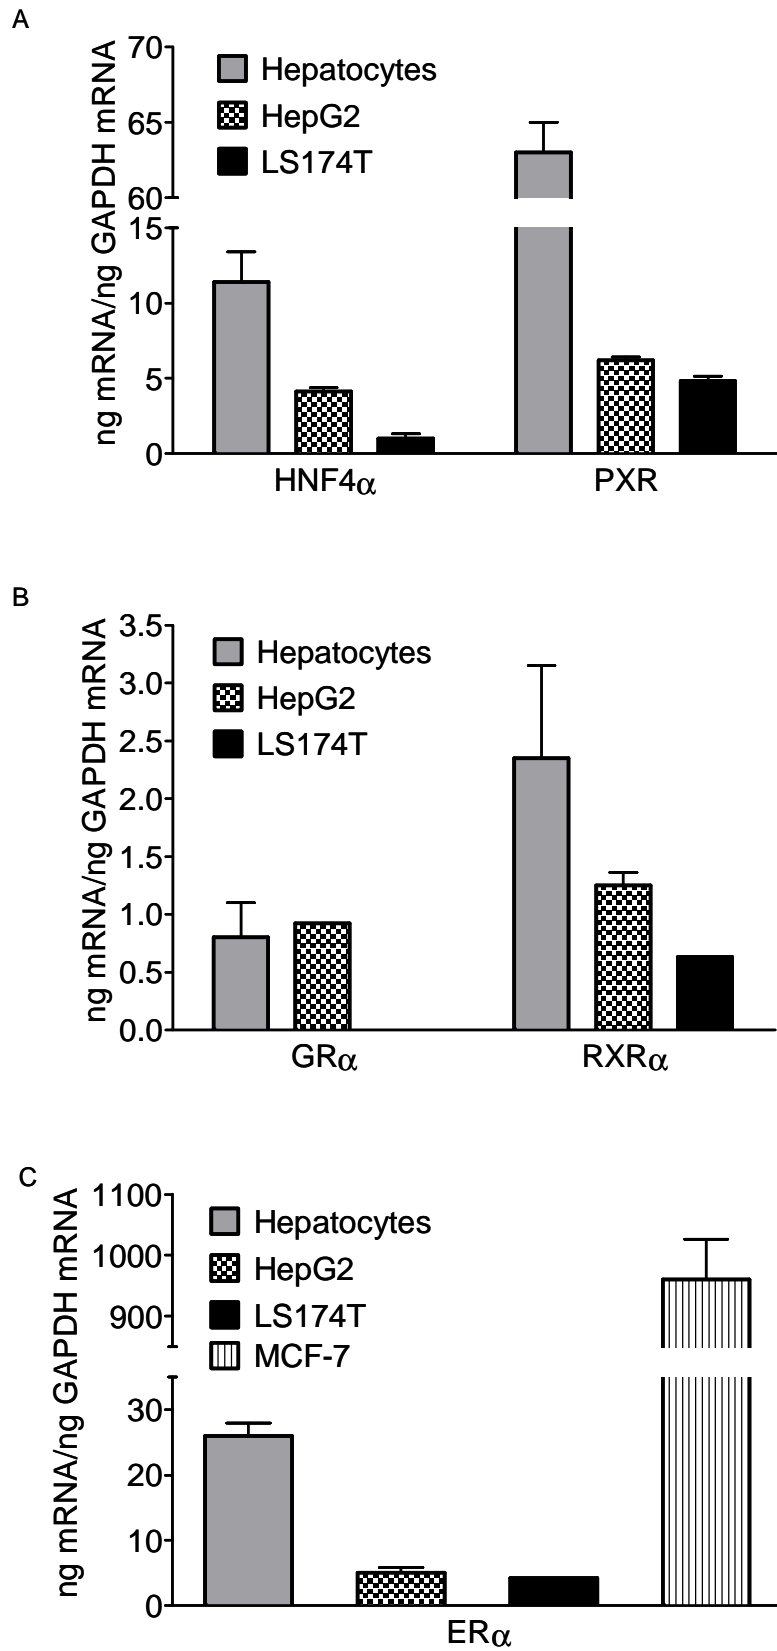 A
ng mRNA/ng GAPDH mRNA
70
65
60
15
10
5
0
Hepatocytes
HepG2
LS174T
HNF4α
PXR
B
ng mRNA/ng GAPDH mRNA
3.5
3.0
2.5
2.0
1.5
1.0
0.5
0.0
Hepatocytes
HepG2
LS174T
GRα
RXRα
C
ng mRNA/ng GAPDH mRNA
1100
1000
900
30
20
10
0
Hepatocytes
HepG2
LS174T
MCF-7
ERα